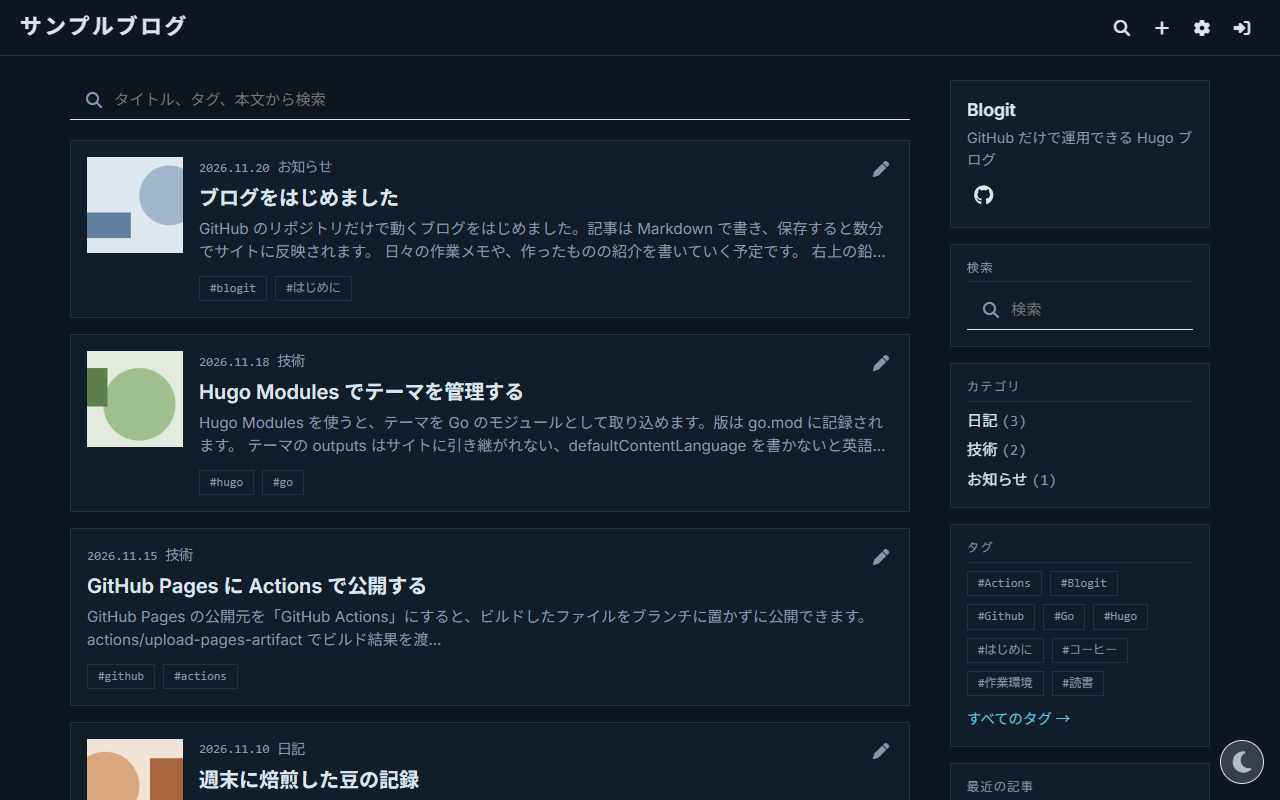 サンプルブログ
タイトル、タグ、本文から検索
2026.11.20 お知らせ
ブログをはじめました
GitHub のリポジトリだけで動くブログをはじめました。記事は Markdown で書き、保存すると数分
でサイトに反映されます。 日々の作業メモや、作ったものの紹介を書いていく予定です。 右上の鉛...
#blogit #はじめに
2026.11.18 技術
Hugo Modules でテーマを管理する
Hugo Modules を使うと、テーマを Go のモジュールとして取り込めます。版は go.mod に記録され
ます。 テーマの outputs はサイトに引き継がれない、defaultContentLanguage を書かないと英語...
#hugo #go
2026.11.15 技術
GitHub Pages に Actions で公開する
GitHub Pages の公開元を「GitHub Actions」にすると、ビルドしたファイルをブランチに置かずに公開できます。
actions/upload-pages-artifact でビルド結果を渡...
#github #actions
2026.11.10 日記
週末に焙煎した豆の記録
Blogit
GitHub だけで運用できる Hugo ブ
ログ
検索
検索
カテゴリ
日記 (3)
技術 (2)
お知らせ (1)
タグ
#Actions #Blogit
#Github #Go #Hugo
#はじめに #コーヒー
#作業環境 #読書
すべてのタグ →
最近の記事